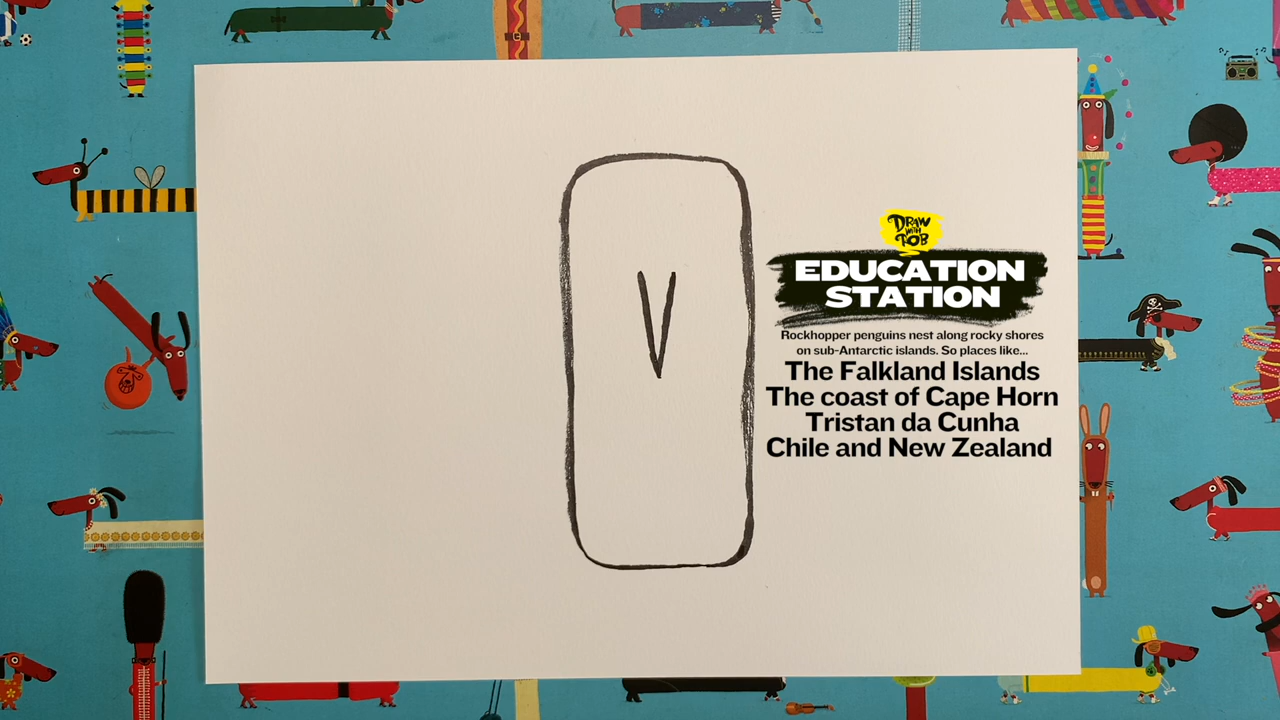 DRAW
WITH
ROB
EDUCATION
STATION
Rockhopper penguins nest along rocky shores
on sub-Antarctic islands. So places like...
The Falkland Islands
The coast of Cape Horn
Tristan da Cunha
Chile and New Zealand